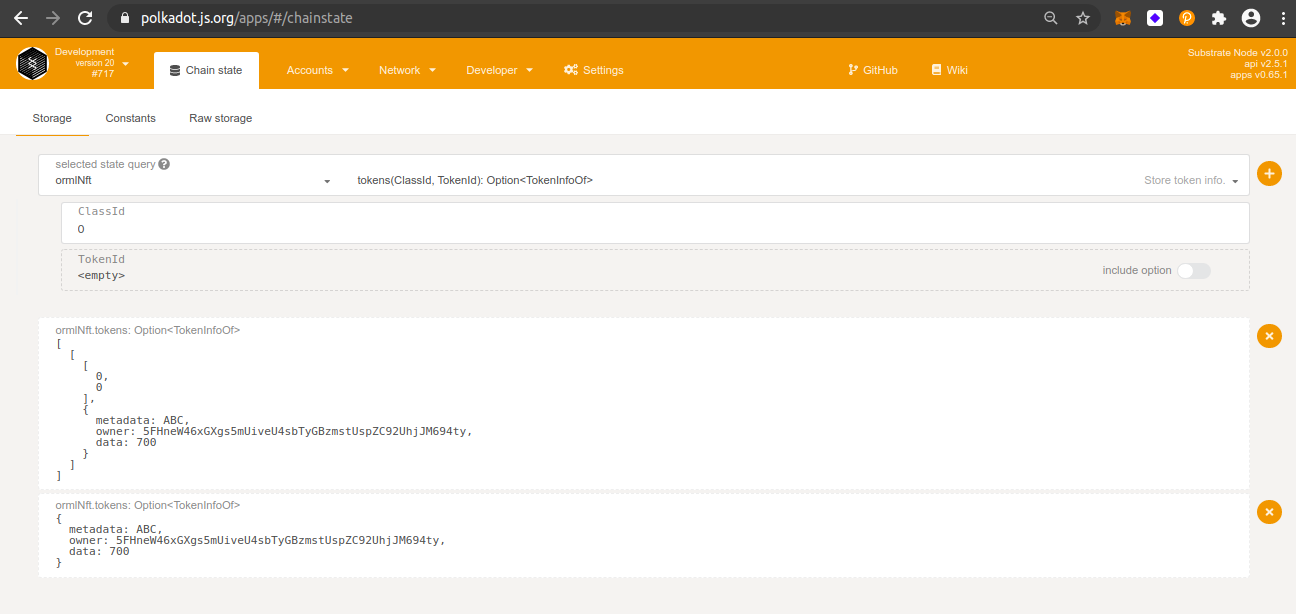 polkadot.js.org/apps/#/chainstate
Development
version 20
#717
Chain state
Accounts
Network
Developer
Settings
GitHub
Wiki
Substrate Node v2.0.0
api v2.5.1
apps v0.65.1
Storage
Constants
Raw storage
selected state query
ormlNft
tokens(ClassId, TokenId): Option<TokenInfoOf>
Store token info.
ClassId
0
TokenId
<empty>
include option
ormlNft.tokens: Option<TokenInfoOf>
[
[
[
0,
0
],
{
metadata: ABC,
owner: 5FHneW46xGXgs5mUiveU4sbTyGBzmstUspZC92UhjJM694ty,
data: 700
}
]
]
ormlNft.tokens: Option<TokenInfoOf>
{
metadata: ABC,
owner: 5FHneW46xGXgs5mUiveU4sbTyGBzmstUspZC92UhjJM694ty,
data: 700
}